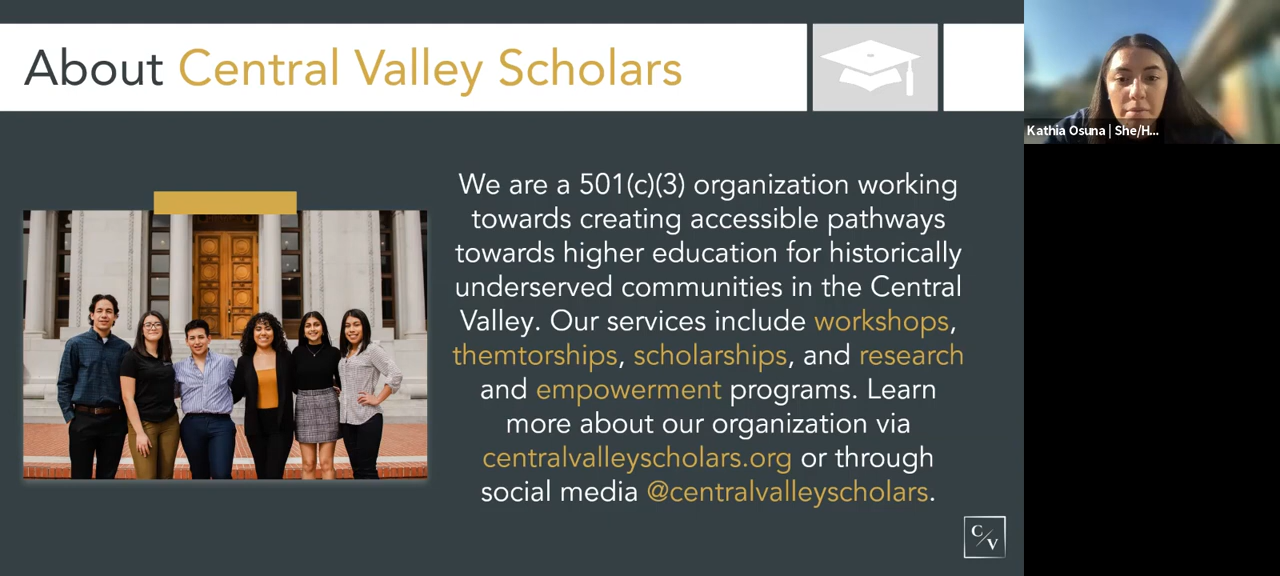 About Central Valley Scholars
Kathia Osuna | She/H...
We are a 501(c)(3) organization working
towards creating accessible pathways
towards higher education for historically
underserved communities in the Central
Valley. Our services include workshops,
themtorships, scholarships, and research
and empowerment programs. Learn
more about our organization via
centralvalleyscholars.org or through
social media @centralvalleyscholars.
C/V